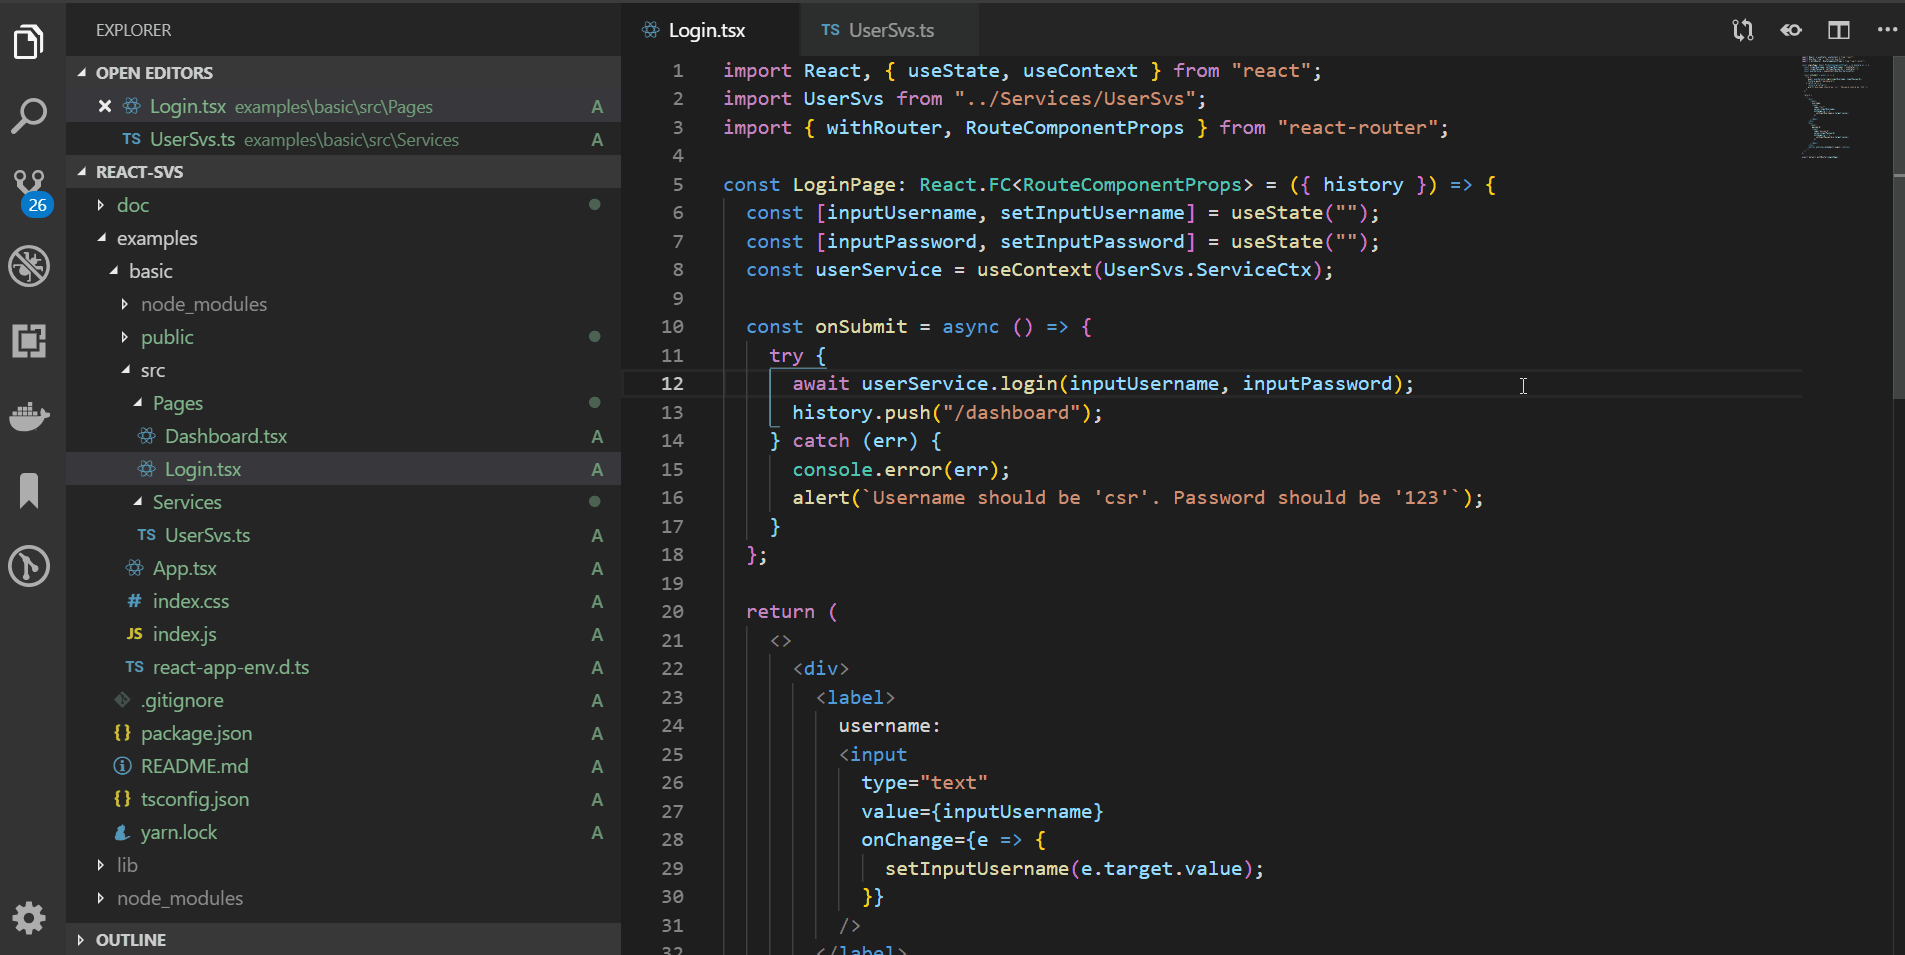 EXPLORER
OPEN EDITORS
Login.tsx examples\basic\src\Pages A
TS UserSvs.ts examples\basic\src\Services A
REACT-SVS
doc
examples
basic
node_modules
public
src
Pages
Dashboard.tsx A
Login.tsx A
Services
TS UserSvs.ts A
App.tsx A
# index.css A
JS index.js A
TS react-app-env.d.ts A
.gitignore A
{} package.json A
README.md A
{} tsconfig.json A
yarn.lock A
lib
node_modules
OUTLINE
26
Login.tsx
TS UserSvs.ts
1 import React, { useState, useContext } from "react";
2 import UserSvs from "../Services/UserSvs";
3 import { withRouter, RouteComponentProps } from "react-router";
4
5 const LoginPage: React.FC<RouteComponentProps> = ({ history }) => {
6 const [inputUsername, setInputUsername] = useState("");
7 const [inputPassword, setInputPassword] = useState("");
8 const userService = useContext(UserSvs.ServiceCtx);
9
10 const onSubmit = async () => {
11 try {
12 await userService.login(inputUsername, inputPassword);
13 history.push("/dashboard");
14 } catch (err) {
15 console.error(err);
16 alert(`Username should be 'csr'. Password should be '123'`);
17 }
18 };
19
20 return (
21 <>
22 <div>
23 <label>
24 username:
25 <input
26 type="text"
27 value={inputUsername}
28 onChange={e => {
29 setInputUsername(e.target.value);
30 }}
31 />
32 </label>